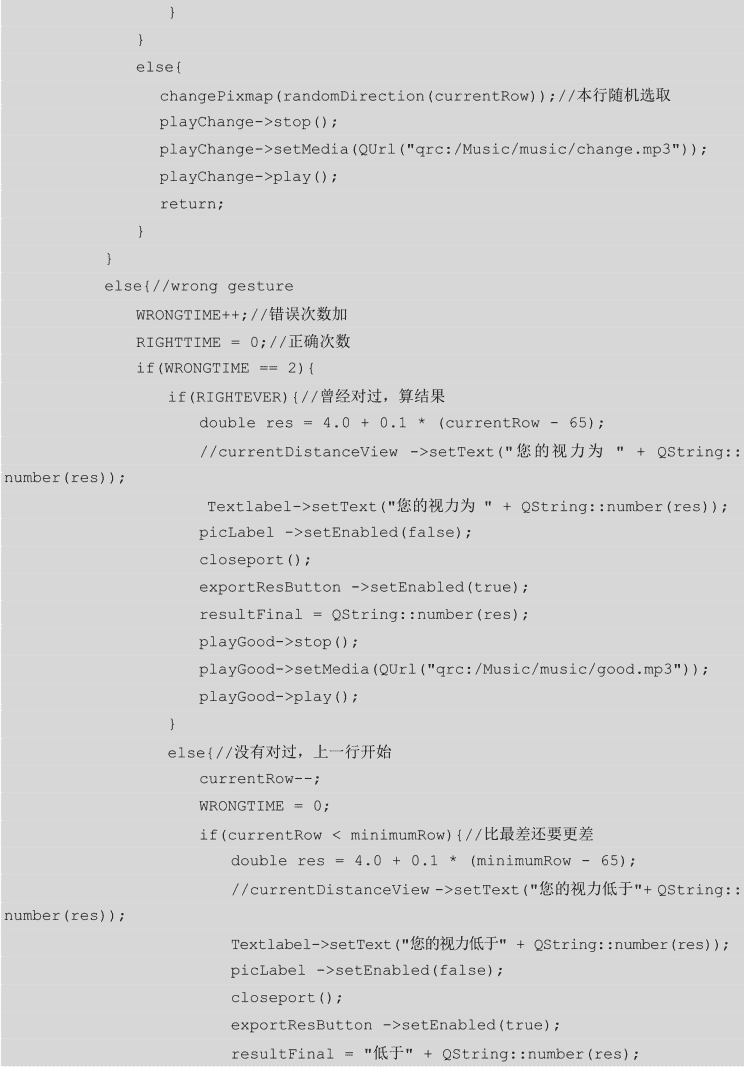 }
}
else{
changePixmap(randomDirection(currentRow));//本行随机选取
playChange->stop();
playChange->setMedia(QUrl("qrc:/Music/music/change.mp3"));
playChange->play();
return;
}
}
else{//wrong gesture
WRONGTIME++;//错误次数加
RIGHTTIME = 0;//正确次数
if(WRONGTIME == 2){
if(RIGHTEVER){//曾经对过，算结果
double res = 4.0 + 0.1 * (currentRow - 65);
//currentDistanceView ->setText("您的视力为 " + QString::
number(res));
Textlabel->setText("您的视力为 " + QString::number(res));
picLabel ->setEnabled(false);
closeport();
exportResButton ->setEnabled(true);
resultFinal = QString::number(res);
playGood->stop();
playGood->setMedia(QUrl("qrc:/Music/music/good.mp3"));
playGood->play();
}
else{//没有对过，上一行开始
currentRow--;
WRONGTIME = 0;
if(currentRow < minimumRow){//比最差还要更差
double res = 4.0 + 0.1 * (minimumRow - 65);
//currentDistanceView ->setText("您的视力低于"+ QString::
number(res));
Textlabel->setText("您的视力低于" + QString::number(res));
picLabel ->setEnabled(false);
closeport();
exportResButton ->setEnabled(true);
resultFinal = "低于" + QString::number(res);